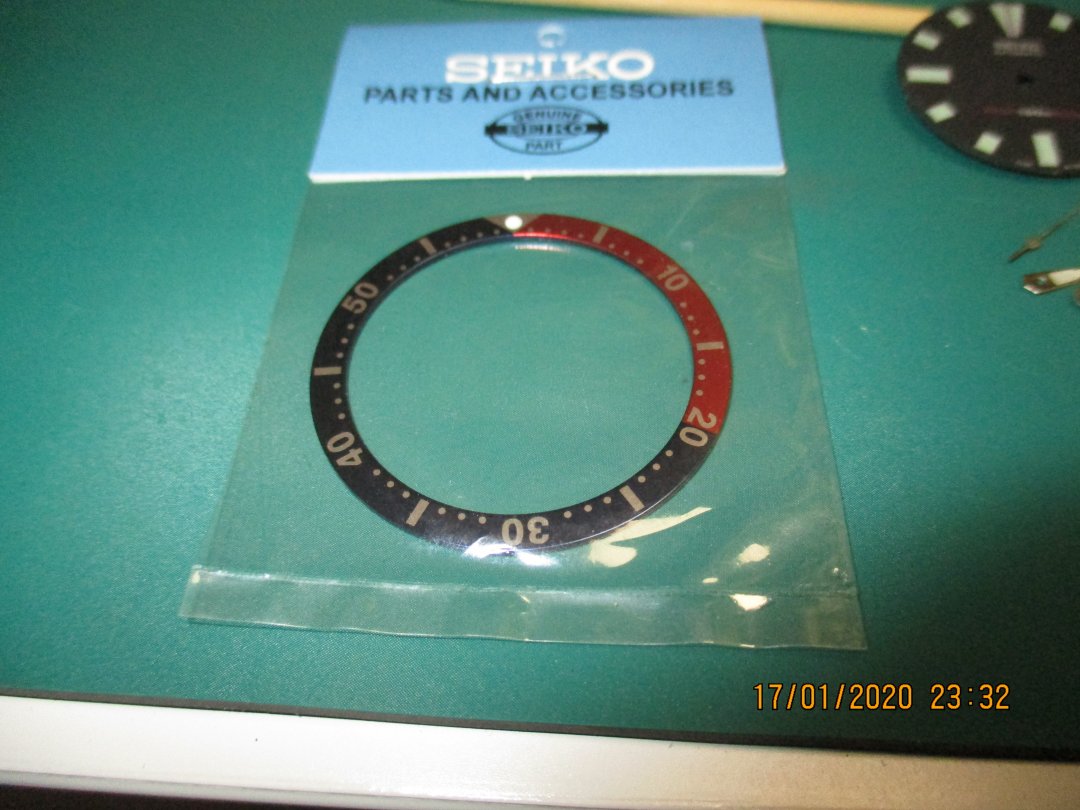 SEIKO
PARTS AND ACCESSORIES
GENUINE
SEIKO
PART
10
20
30
40
50
17/01/2020 23:32